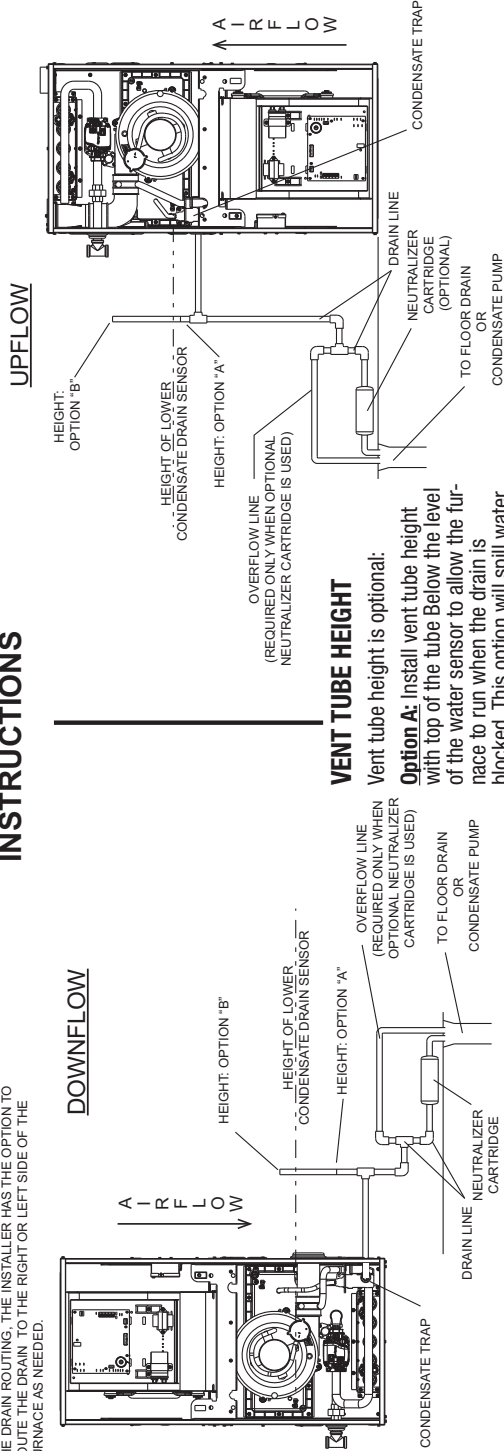 INSTRUCTIONS
DRAIN ROUTING, THE INSTALLER HAS THE OPTION TO
THE DRAIN TO THE RIGHT OR LEFT SIDE OF THE
AS NEEDED.
DOWNFLOW
AIRFLOW
HEIGHT: OPTION "B"
HEIGHT OF LOWER
CONDENSATE DRAIN SENSOR
HEIGHT: OPTION "A"
OVERFLOW LINE
(REQUIRED ONLY WHEN
OPTIONAL NEUTRALIZER
CARTRIDGE IS USED)
TO FLOOR DRAIN
OR
CONDENSATE PUMP
DRAIN LINE
NEUTRALIZER
CARTRIDGE
CONDENSATE TRAP
UPFLOW
AIRFLOW
HEIGHT:
OPTION "B"
HEIGHT OF LOWER
CONDENSATE DRAIN SENSOR
HEIGHT: OPTION "A"
OVERFLOW LINE
(REQUIRED ONLY WHEN OPTIONAL
NEUTRALIZER CARTRIDGE IS USED)
CONDENSATE TRAP
DRAIN LINE
NEUTRALIZER
CARTRIDGE
(OPTIONAL)
TO FLOOR DRAIN
OR
CONDENSATE PUMP
VENT TUBE HEIGHT
Vent tube height is optional:
Option A: Install vent tube height
with top of the tube Below the level
of the water sensor to allow the fur-
nace to run when the drain is
blocked. This option will spill water